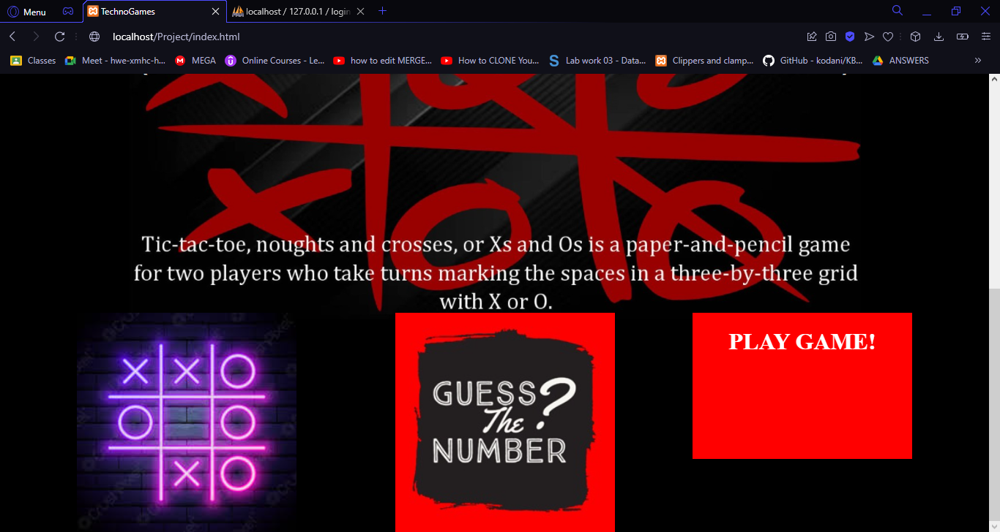 Menu
TechnoGames
localhost / 127.0.0.1 / login
localhost/Project/index.html
Classes
Meet - hwe-xmhc-h...
MEGA
Online Courses - Le...
how to edit MERGE...
How to CLONE You...
Lab work 03 - Data...
Clippers and clamp...
GitHub - kodani/KB...
ANSWERS
Tic-tac-toe, noughts and crosses, or Xs and Os is a paper-and-pencil game
for two players who take turns marking the spaces in a three-by-three grid
with X or O.
GUESS
The
NUMBER
?
PLAY GAME!